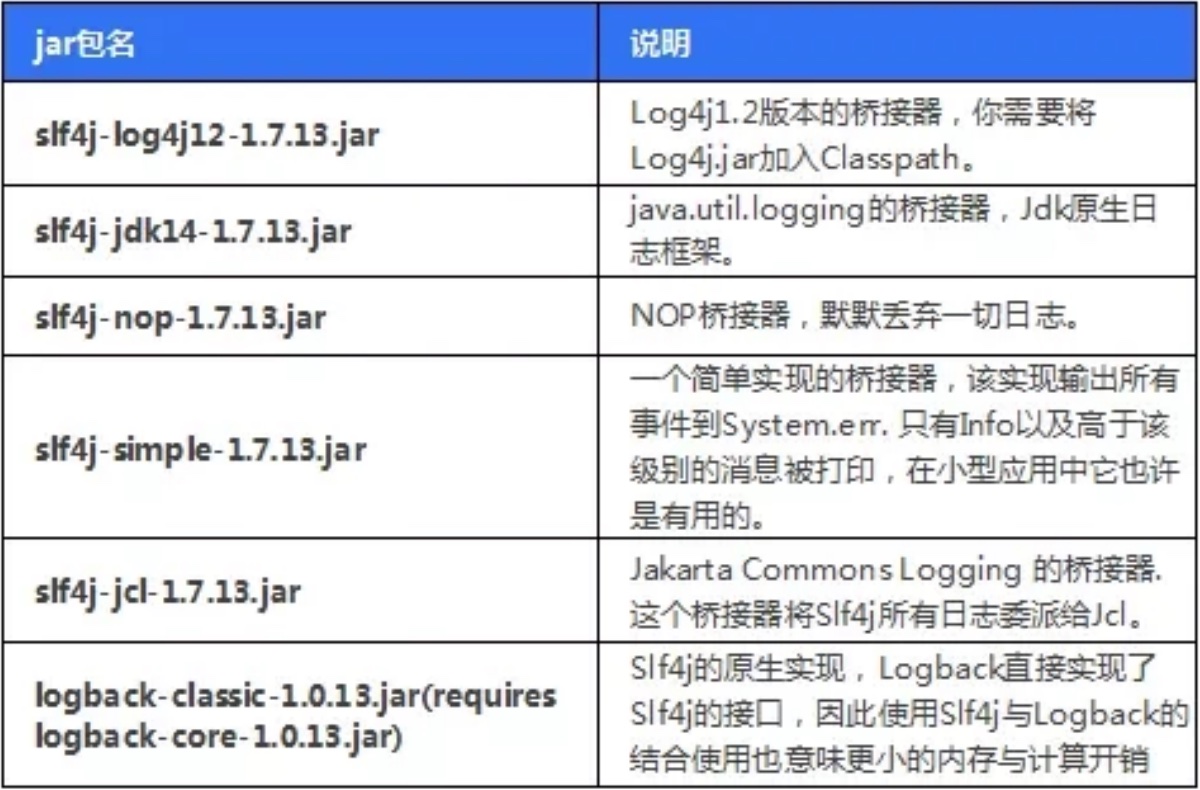 jar包名
说明
slf4j-log4j12-1.7.13.jar
Log4j1.2版本的桥接器，你需要将
Log4j.jar加入Classpath。
slf4j-jdk14-1.7.13.jar
java.util.logging的桥接器，Jdk原生日
志框架。
slf4j-nop-1.7.13.jar
NOP桥接器，默默丢弃一切日志。
slf4j-simple-1.7.13.jar
一个简单实现的桥接器，该实现输出所有
事件到System.err. 只有Info以及高于该
级别的消息被打印，在小型应用中它也许
是有用的。
slf4j-jcl-1.7.13.jar
Jakarta Commons Logging 的桥接器.
这个桥接器将Slf4j所有日志委派给Jcl。
logback-classic-1.0.13.jar(requires
logback-core-1.0.13.jar)
Slf4j的原生实现，Logback直接实现了
Slf4j的接口，因此使用Slf4j与Logback的
结合使用也意味更小的内存与计算开销